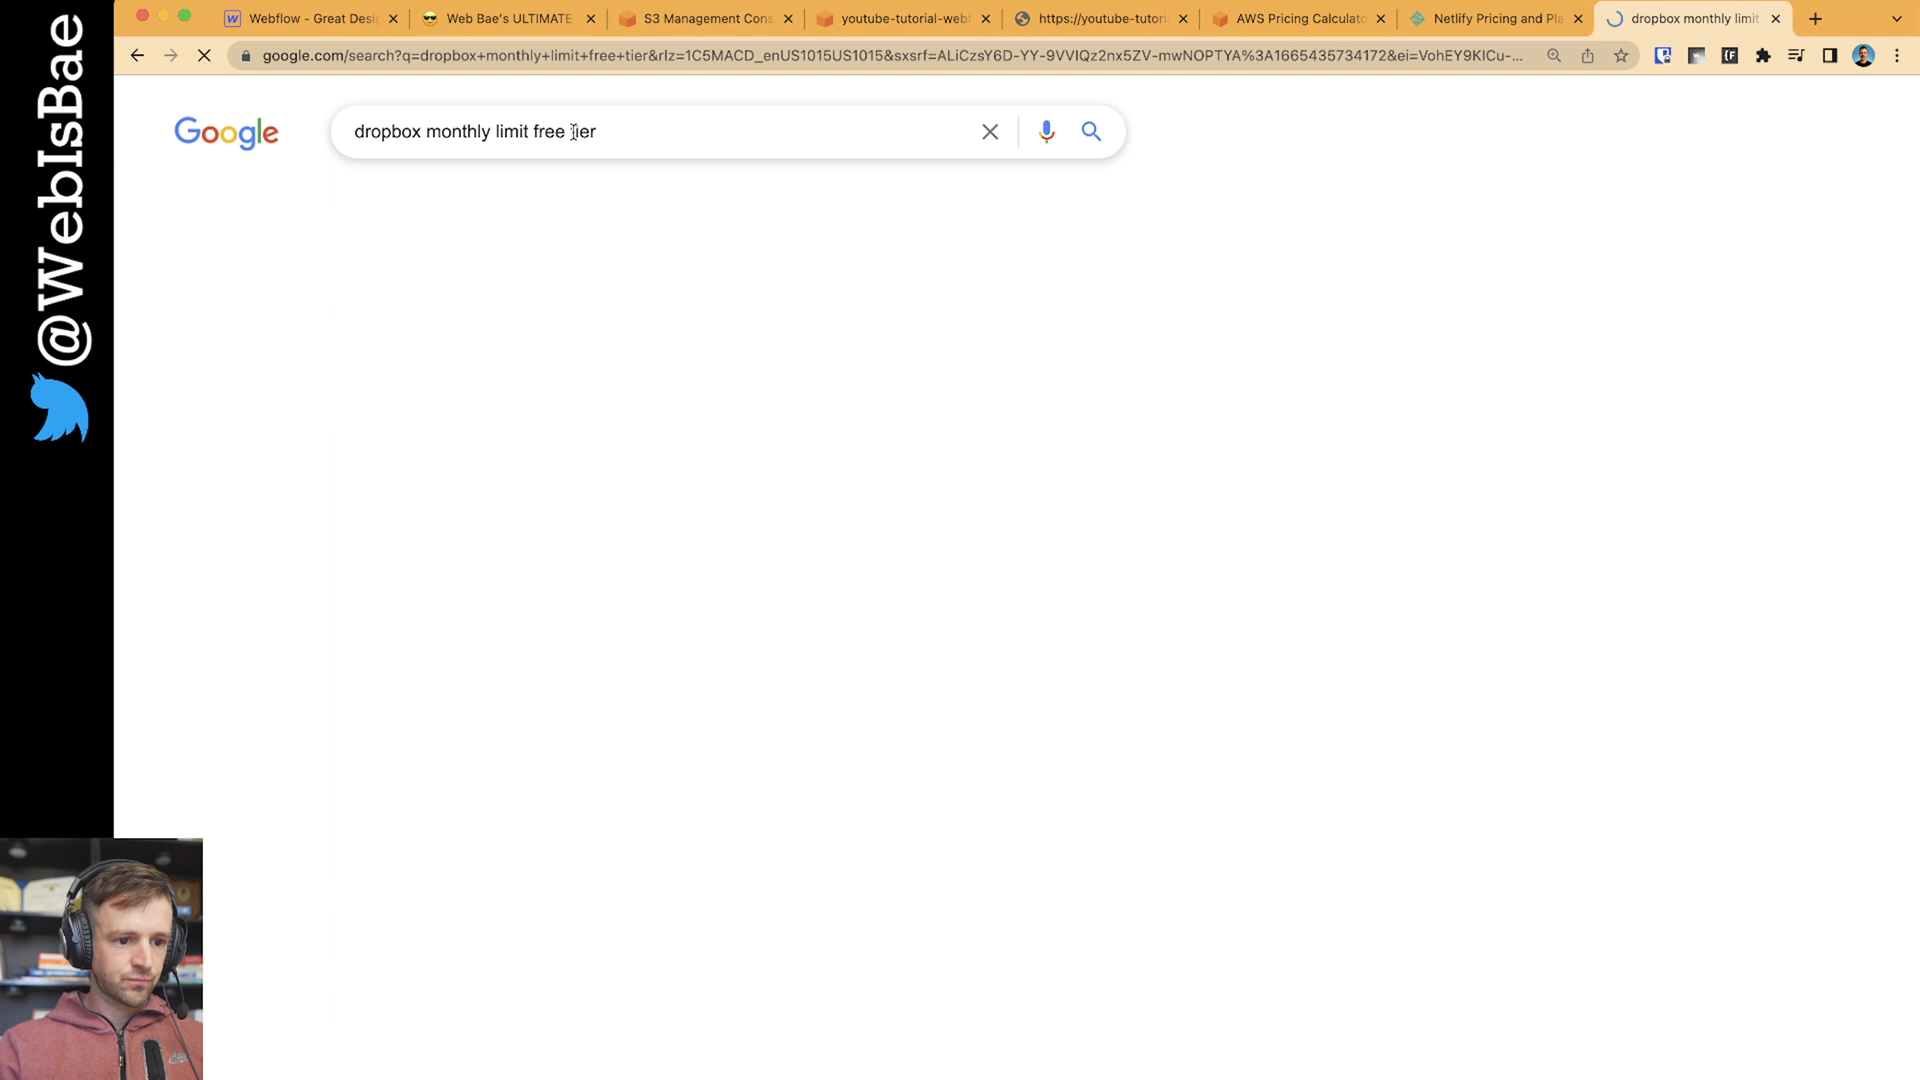 @WebIsBae
Webflow - Great Desig
Web Bae's ULTIMATE
S3 Management Cons
youtube-tutorial-webf
https://youtube-tutori
AWS Pricing Calculato
Netlify Pricing and Pla
dropbox monthly limit
google.com/search?q=dropbox+monthly+limit+free+tier&rlz=1C5MACD_enUS1015US1015&sxsrf=ALiCzsY6D-YY-9VVIQz2nx5ZV-mwNOPTYA%3A1665435734172&ei=VohEY9KICu-...
Google
dropbox monthly limit free tier